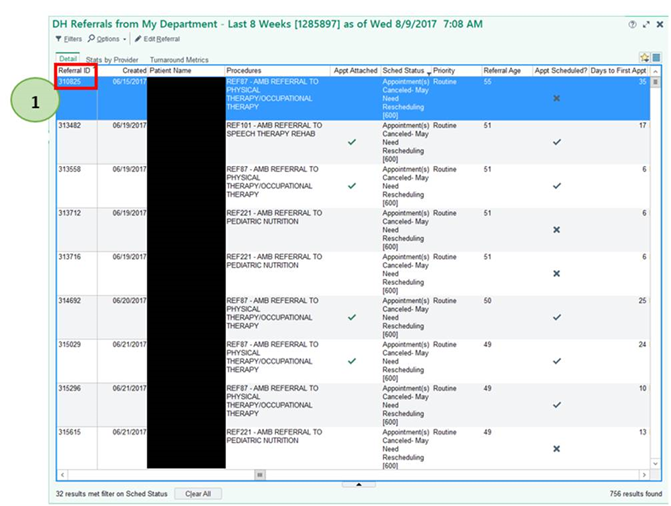 DH Referrals from My Department - Last 8 Weeks [1285897] as of Wed 8/9/2017 7:08 AM
Filters Options Edit Referral
Detail Stats by Provider Turnaround Metrics
Referral ID Created Patient Name Procedures Appt Attached Sched Status Priority Referral Age Appt Scheduled? Days to First Appt
1
310825 06/15/2017 REF87 - AMB REFERRAL TO Appointment(s) Routine 55 35
PHYSICAL Canceled- May
THERAPY/OCCUPATIONAL Need
THERAPY Rescheduling
[600]
313482 06/19/2017 REF101 - AMB REFERRAL TO Appointment(s) Routine 51 17
SPEECH THERAPY REHAB Canceled- May
Need
Rescheduling
[600]
313558 06/19/2017 REF87 - AMB REFERRAL TO Appointment(s) Routine 51 6
PHYSICAL Canceled- May
THERAPY/OCCUPATIONAL Need
THERAPY Rescheduling
[600]
313712 06/19/2017 REF221 - AMB REFERRAL TO Appointment(s) Routine 51 6
PEDIATRIC NUTRITION Canceled- May
Need
Rescheduling
[600]
313716 06/19/2017 REF221 - AMB REFERRAL TO Appointment(s) Routine 51 6
PEDIATRIC NUTRITION Canceled- May
Need
Rescheduling
[600]
314692 06/20/2017 REF87 - AMB REFERRAL TO Appointment(s) Routine 50 25
PHYSICAL Canceled- May
THERAPY/OCCUPATIONAL Need
THERAPY Rescheduling
[600]
315029 06/21/2017 REF87 - AMB REFERRAL TO Appointment(s) Routine 49 24
PHYSICAL Canceled- May
THERAPY/OCCUPATIONAL Need
THERAPY Rescheduling
[600]
315296 06/21/2017 REF87 - AMB REFERRAL TO Appointment(s) Routine 49 10
PHYSICAL Canceled- May
THERAPY/OCCUPATIONAL Need
THERAPY Rescheduling
[600]
315615 06/21/2017 REF221 - AMB REFERRAL TO Appointment(s) Routine 49 13
PEDIATRIC NUTRITION Canceled- May
Need
Rescheduling
[600]
32 results met filter on Sched Status Clear All 756 results found